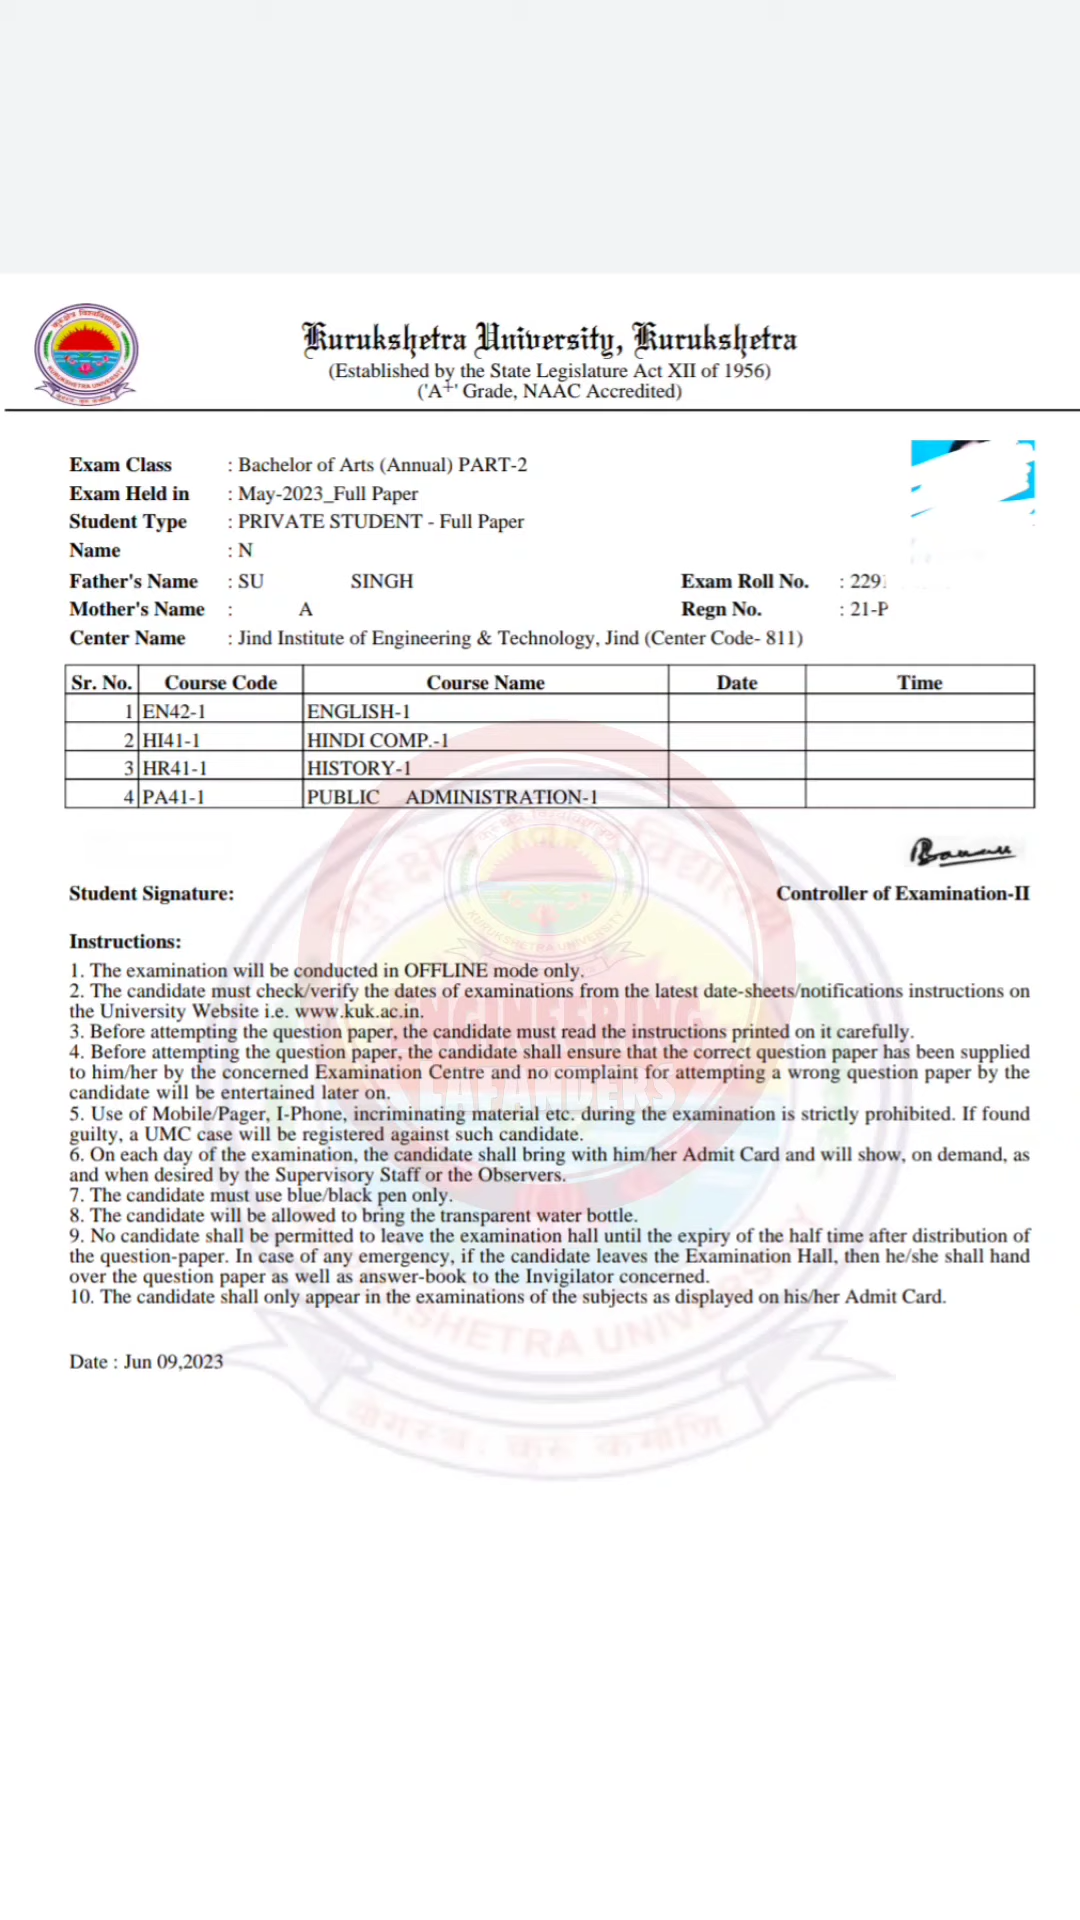 Kurukshetra University, Kurukshetra
(Established by the State Legislature Act XII of 1956)
('A+' Grade, NAAC Accredited)
KURUKSHETRA UNIVERSITY
Exam Class : Bachelor of Arts (Annual) PART-2
Exam Held in : May-2023_Full Paper
Student Type : PRIVATE STUDENT - Full Paper
Name : N
Father's Name : SU SINGH Exam Roll No. : 229
Mother's Name : A Regn No. : 21-P
Center Name : Jind Institute of Engineering & Technology, Jind (Center Code- 811)
Sr. No. Course Code Course Name Date Time
1 EN42-1 ENGLISH-1
2 HI41-1 HINDI COMP.-1
3 HR41-1 HISTORY-1
4 PA41-1 PUBLIC ADMINISTRATION-1
Student Signature: Controller of Examination-II
Instructions:
1. The examination will be conducted in OFFLINE mode only.
2. The candidate must check/verify the dates of examinations from the latest date-sheets/notifications instructions on
the University Website i.e. www.kuk.ac.in.
3. Before attempting the question paper, the candidate must read the instructions printed on it carefully.
4. Before attempting the question paper, the candidate shall ensure that the correct question paper has been supplied
to him/her by the concerned Examination Centre and no complaint for attempting a wrong question paper by the
candidate will be entertained later on.
5. Use of Mobile/Pager, I-Phone, incriminating material etc. during the examination is strictly prohibited. If found
guilty, a UMC case will be registered against such candidate.
6. On each day of the examination, the candidate shall bring with him/her Admit Card and will show, on demand, as
and when desired by the Supervisory Staff or the Observers.
7. The candidate must use blue/black pen only.
8. The candidate will be allowed to bring the transparent water bottle.
9. No candidate shall be permitted to leave the examination hall until the expiry of the half time after distribution of
the question-paper. In case of any emergency, if the candidate leaves the Examination Hall, then he/she shall hand
over the question paper as well as answer-book to the Invigilator concerned.
10. The candidate shall only appear in the examinations of the subjects as displayed on his/her Admit Card.
Date : Jun 09,2023
ENGINEERING
LAFANDERS
KURUKSHETRA UNIVERSITY
योगस्थः कुरु कर्माणि